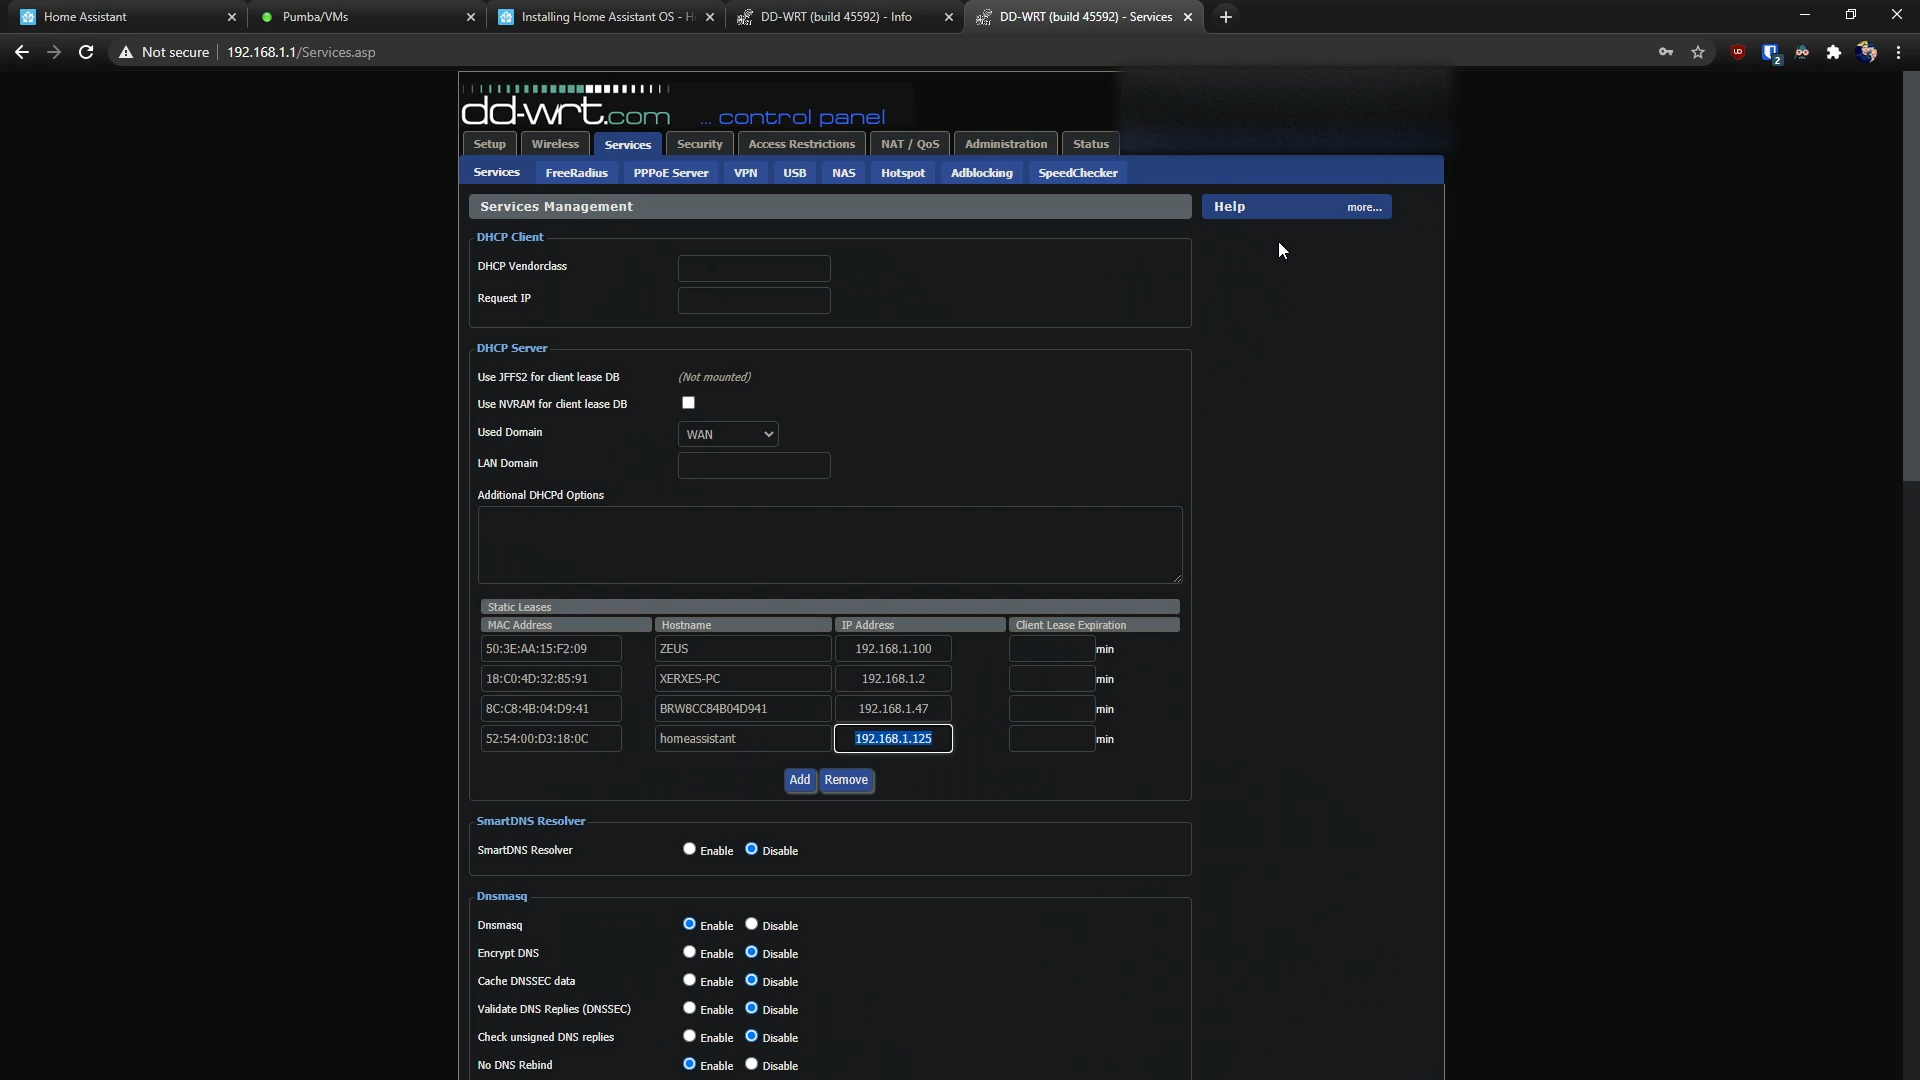 Home Assistant
Pumba/VMs
Installing Home Assistant OS - H
DD-WRT (build 45592) - Info
DD-WRT (build 45592) - Services
Not secure 192.168.1.1/Services.asp
2
dd-wrt.com ... control panel
Setup Wireless Services Security Access Restrictions NAT / QoS Administration Status
Services FreeRadius PPPoE Server VPN USB NAS Hotspot Adblocking SpeedChecker
Services Management
Help more...
DHCP Client
DHCP Vendorclass
Request IP
DHCP Server
Use JFFS2 for client lease DB (Not mounted)
Use NVRAM for client lease DB
Used Domain WAN
LAN Domain
Additional DHCPd Options
Static Leases
MAC Address Hostname IP Address Client Lease Expiration
50:3E:AA:15:F2:09 ZEUS 192.168.1.100 min
18:C0:4D:32:85:91 XERXES-PC 192.168.1.2 min
8C:C8:4B:04:D9:41 BRW8CC84B04D941 192.168.1.47 min
52:54:00:D3:18:0C homeassistant 192.168.1.125 min
Add Remove
SmartDNS Resolver
SmartDNS Resolver Enable Disable
Dnsmasq
Dnsmasq Enable Disable
Encrypt DNS Enable Disable
Cache DNSSEC data Enable Disable
Validate DNS Replies (DNSSEC) Enable Disable
Check unsigned DNS replies Enable Disable
No DNS Rebind Enable Disable